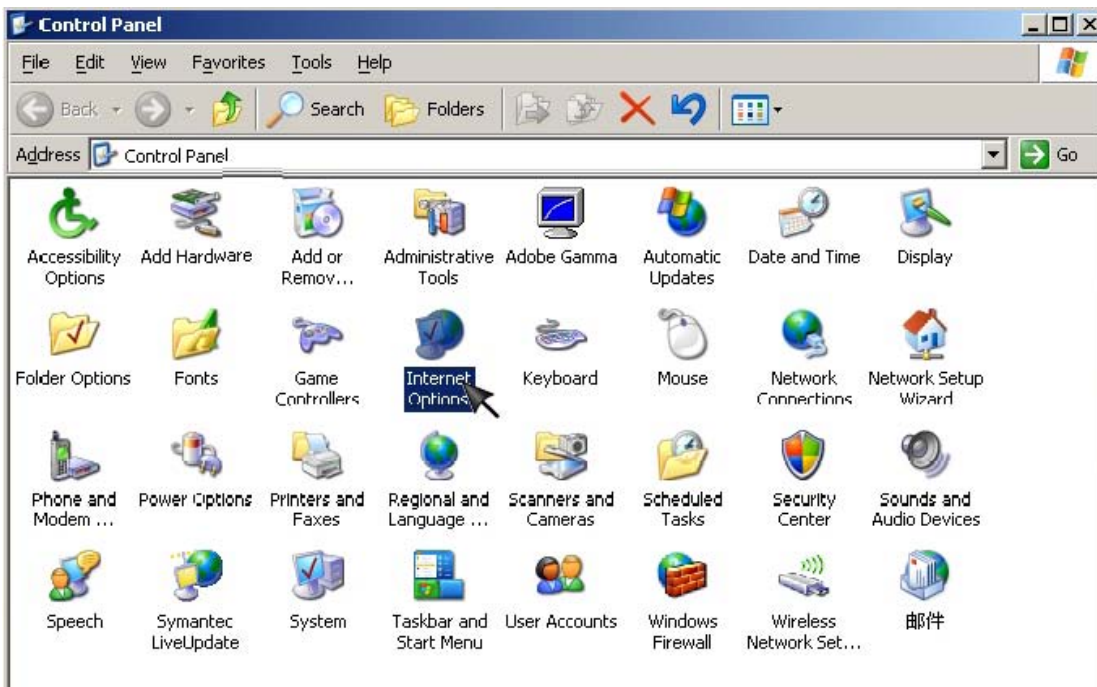 Control Panel
File Edit View Favorites Tools Help
Back Search Folders
Address Control Panel Go
Accessibility Options
Add Hardware
Add or Remov...
Administrative Tools
Adobe Gamma
Automatic Updates
Date and Time
Display
Folder Options
Fonts
Game Controllers
Internet Options
Keyboard
Mouse
Network Connections
Network Setup Wizard
Phone and Modem ...
Power Options
Printers and Faxes
Regional and Language ...
Scanners and Cameras
Scheduled Tasks
Security Center
Sounds and Audio Devices
Speech
Symantec LiveUpdate
System
Taskbar and Start Menu
User Accounts
Windows Firewall
Wireless Network Set...
邮件